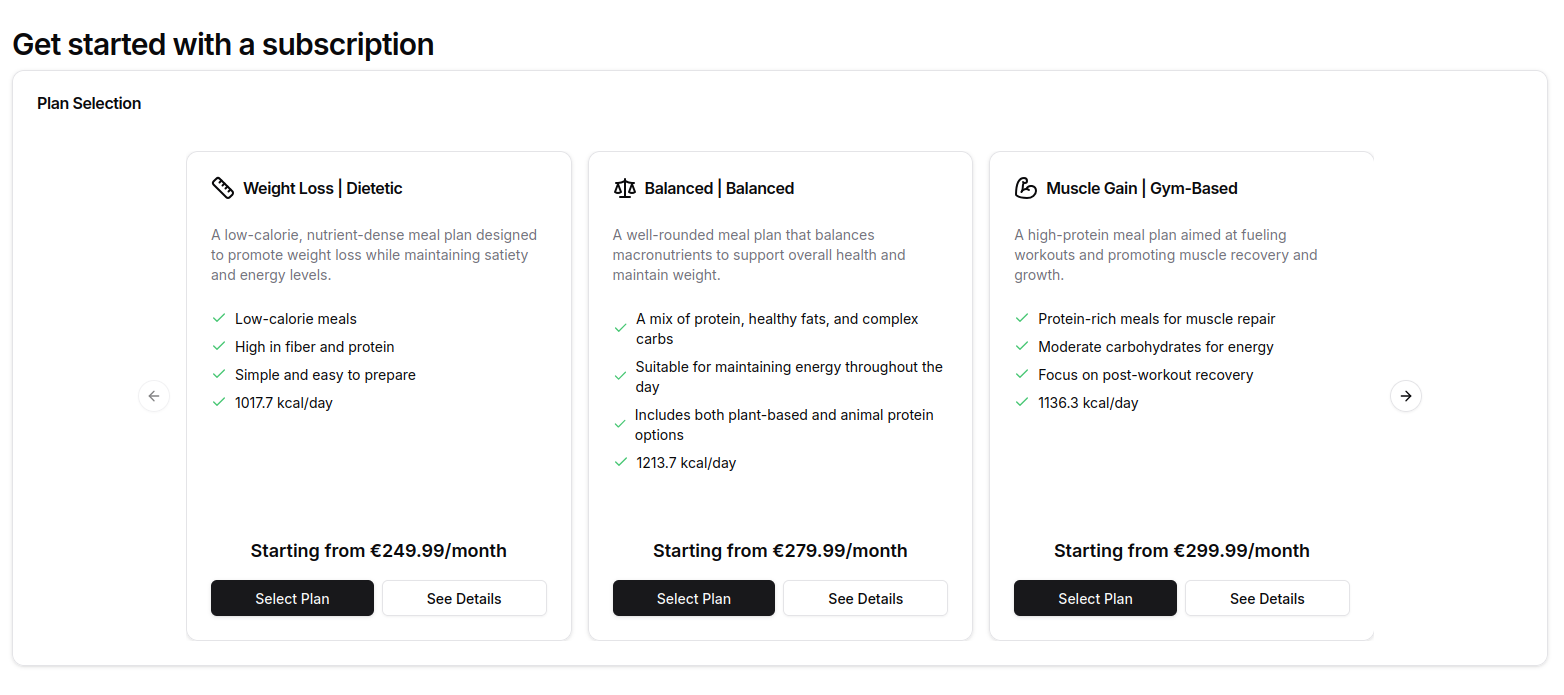 Get started with a subscription
Plan Selection
Weight Loss | Dietetic
A low-calorie, nutrient-dense meal plan designed
to promote weight loss while maintaining satiety
and energy levels.
Low-calorie meals
High in fiber and protein
Simple and easy to prepare
1017.7 kcal/day
Starting from €249.99/month
Select Plan
See Details
Balanced | Balanced
A well-rounded meal plan that balances
macronutrients to support overall health and
maintain weight.
A mix of protein, healthy fats, and complex
carbs
Suitable for maintaining energy throughout the
day
Includes both plant-based and animal protein
options
1213.7 kcal/day
Starting from €279.99/month
Select Plan
See Details
Muscle Gain | Gym-Based
A high-protein meal plan aimed at fueling
workouts and promoting muscle recovery and
growth.
Protein-rich meals for muscle repair
Moderate carbohydrates for energy
Focus on post-workout recovery
1136.3 kcal/day
Starting from €299.99/month
Select Plan
See Details